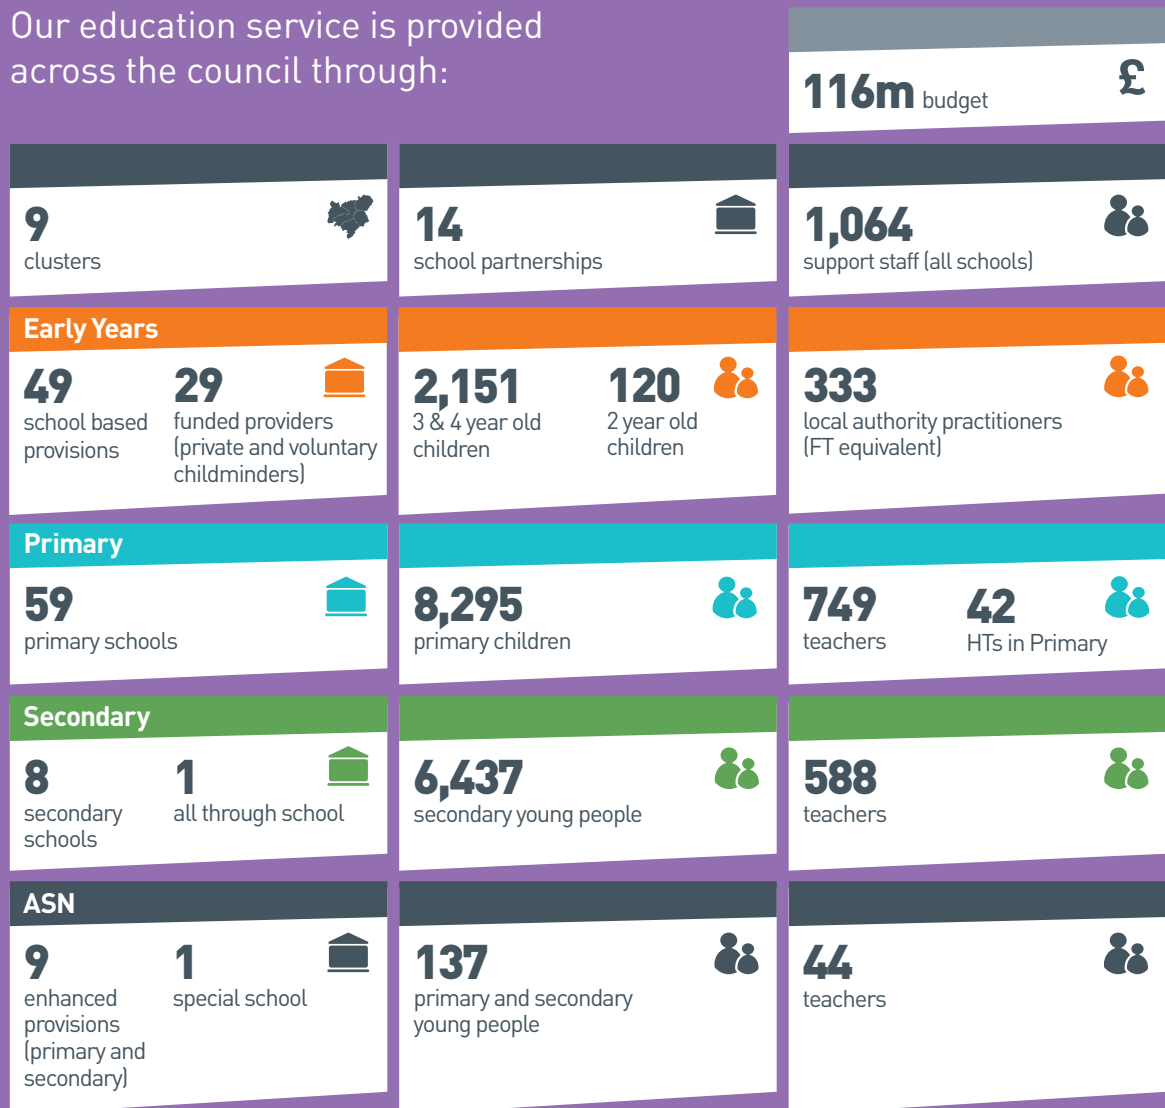 Our education service is provided
across the council through:
116m budget £
9
clusters
14
school partnerships
1,064
support staff (all schools)
Early Years
49
school based
provisions
29
funded providers
(private and voluntary
childminders)
2,151
3 & 4 year old
children
120
2 year old
children
333
local authority practitioners
(FT equivalent)
Primary
59
primary schools
8,295
primary children
749
teachers
42
HTs in Primary
Secondary
8
secondary
schools
1
all through school
6,437
secondary young people
588
teachers
ASN
9
enhanced
provisions
(primary and
secondary)
1
special school
137
primary and secondary
young people
44
teachers